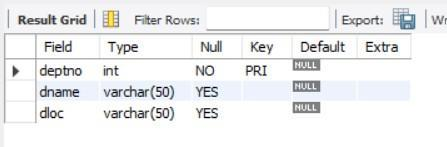 Result Grid Filter Rows: Export: Wr
Field Type Null Key Default Extra
deptno int NO PRI NULL
dname varchar(50) YES NULL
dloc varchar(50) YES NULL